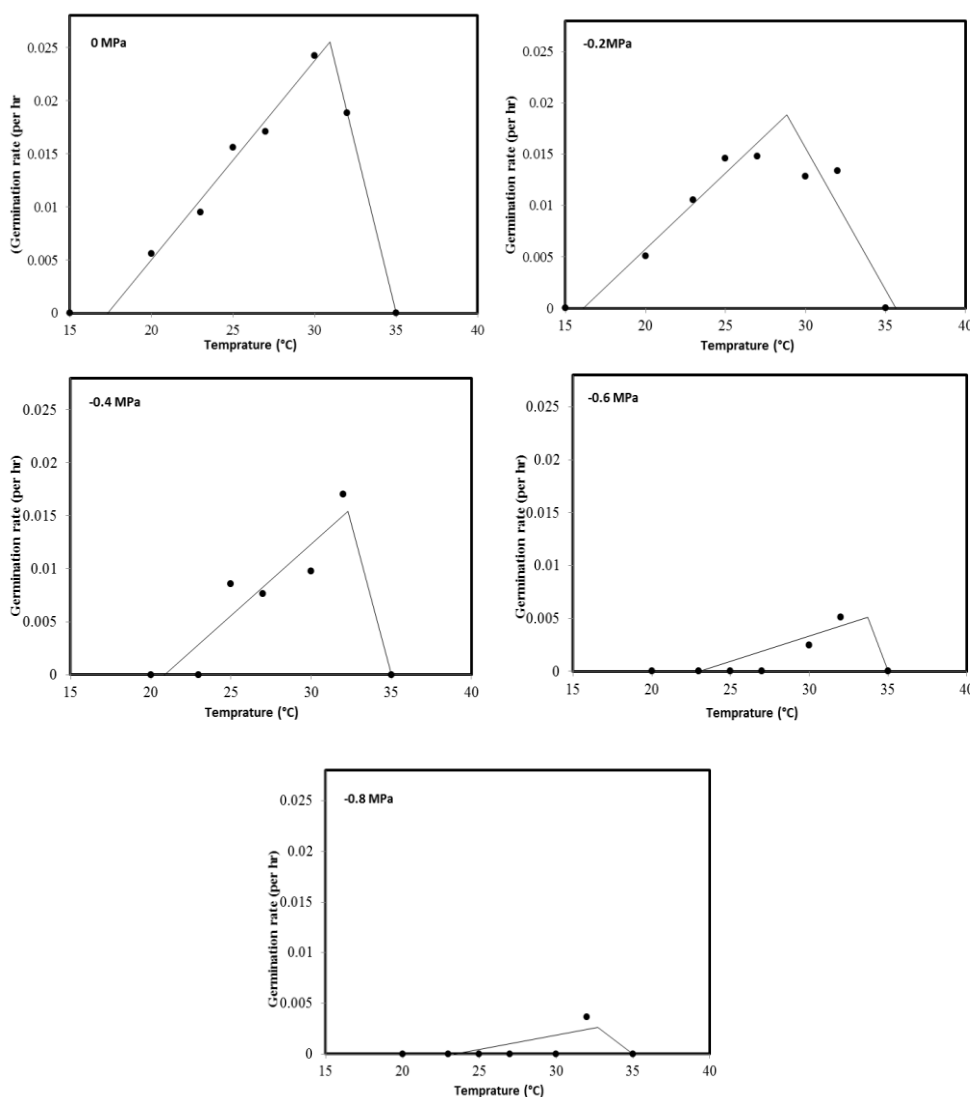 0 MPa
(Germination rate (per hr
0.025
0.02
0.015
0.01
0.005
0
15 20 25 30 35 40
Temprature (°C)
-0.2MPa
Germination rate (per hr)
0.025
0.02
0.015
0.01
0.005
0
15 20 25 30 35 40
Temprature (°C)
-0.4 MPa
Germination rate (per hr)
0.025
0.02
0.015
0.01
0.005
0
15 20 25 30 35 40
Temprature (°C)
-0.6 MPa
Germination rate (per hr)
0.025
0.02
0.015
0.01
0.005
0
15 20 25 30 35 40
Temprature (°C)
-0.8 MPa
Germination rate (per hr)
0.025
0.02
0.015
0.01
0.005
0
15 20 25 30 35 40
Temprature (°C)